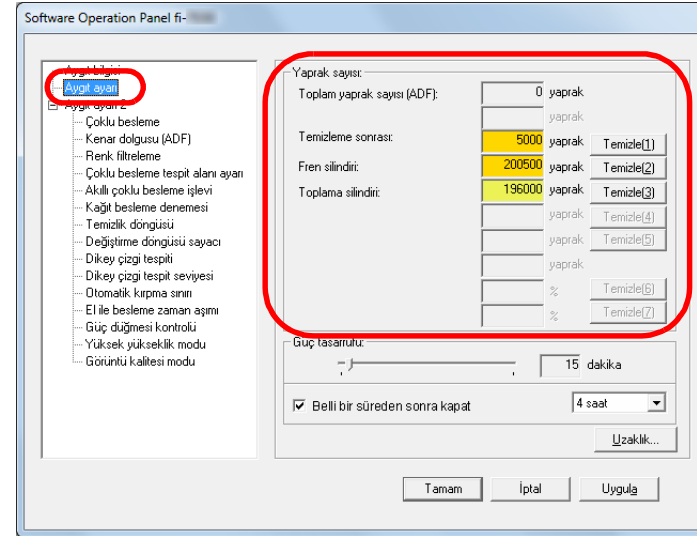 Software Operation Panel fi-
Aygıt bilgisi
Aygıt ayarı
Aygıt ayarı 2
Çoklu besleme
Kenar dolgusu (ADF)
Renk filtreleme
Çoklu besleme tespit alanı ayarı
Akıllı çoklu besleme işlevi
Kağıt besleme denemesi
Temizlik döngüsü
Değiştirme döngüsü sayacı
Dikey çizgi tespiti
Dikey çizgi tespit seviyesi
Otomatik kırpma sınırı
El ile besleme zaman aşımı
Güç düğmesi kontrolü
Yüksek yükseklik modu
Görüntü kalitesi modu
Yaprak sayısı:
Toplam yaprak sayısı (ADF): 0 yaprak
yaprak
Temizleme sonrası: 5000 yaprak Temizle(1)
Fren silindiri: 200500 yaprak Temizle(2)
Toplama silindiri: 196000 yaprak Temizle(3)
yaprak Temizle(4)
yaprak Temizle(5)
yaprak
% Temizle(6)
% Temizle(7)
Güç tasarrufu:
15 dakika
Belli bir süreden sonra kapat 4 saat
Uzaklık...
Tamam İptal Uygula